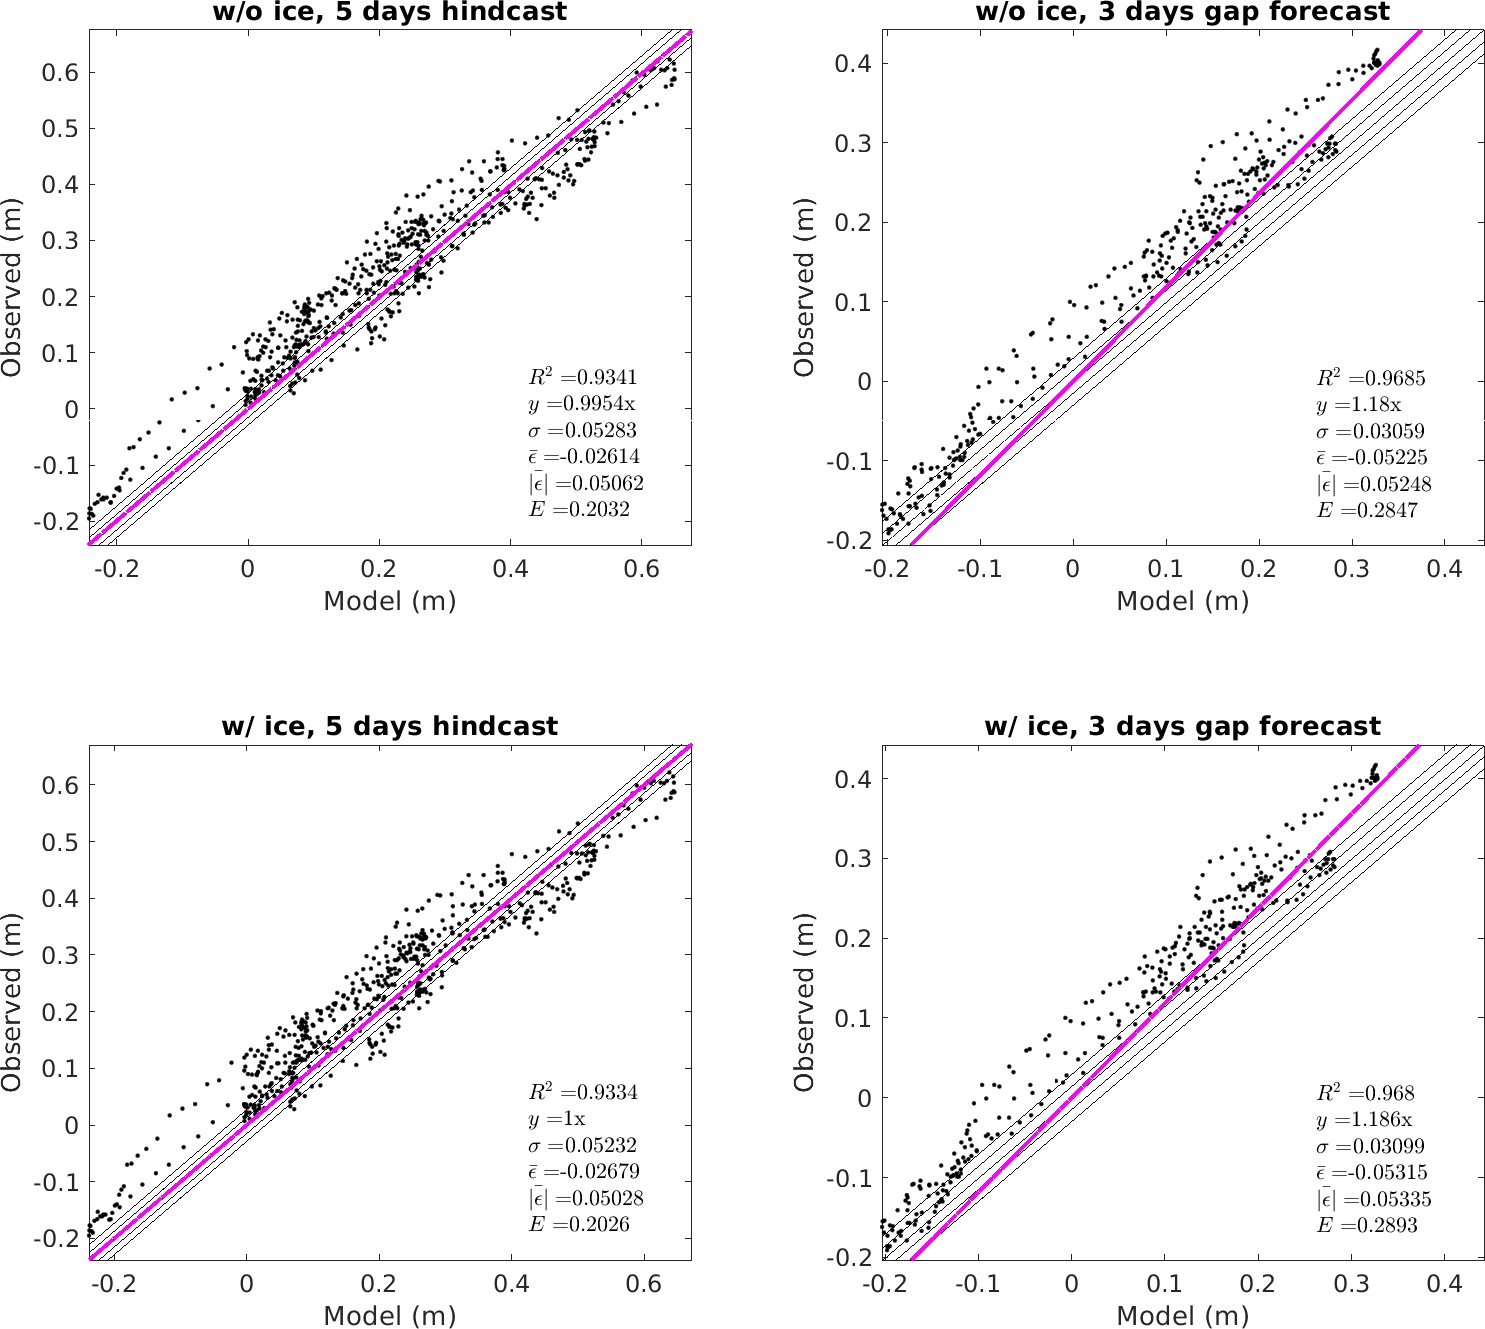 w/o ice, 5 days hindcast
0.6
0.5
0.4
0.3
0.2
0.1
0
-0.1
-0.2
Observed (m)
R² =0.9341
y =0.9954x
σ =0.05283
ε̄ =-0.02614
|ε̄| =0.05062
E =0.2032
-0.2 0 0.2 0.4 0.6
Model (m)
w/o ice, 3 days gap forecast
0.4
0.3
0.2
0.1
0
-0.1
-0.2
Observed (m)
R² =0.9685
y =1.18x
σ =0.03059
ε̄ =-0.05225
|ε̄| =0.05248
E =0.2847
-0.2 -0.1 0 0.1 0.2 0.3 0.4
Model (m)
w/ ice, 5 days hindcast
0.6
0.5
0.4
0.3
0.2
0.1
0
-0.1
-0.2
Observed (m)
R² =0.9334
y =1x
σ =0.05232
ε̄ =-0.02679
|ε̄| =0.05028
E =0.2026
-0.2 0 0.2 0.4 0.6
Model (m)
w/ ice, 3 days gap forecast
0.4
0.3
0.2
0.1
0
-0.1
-0.2
Observed (m)
R² =0.968
y =1.186x
σ =0.03099
ε̄ =-0.05315
|ε̄| =0.05335
E =0.2893
-0.2 -0.1 0 0.1 0.2 0.3 0.4
Model (m)